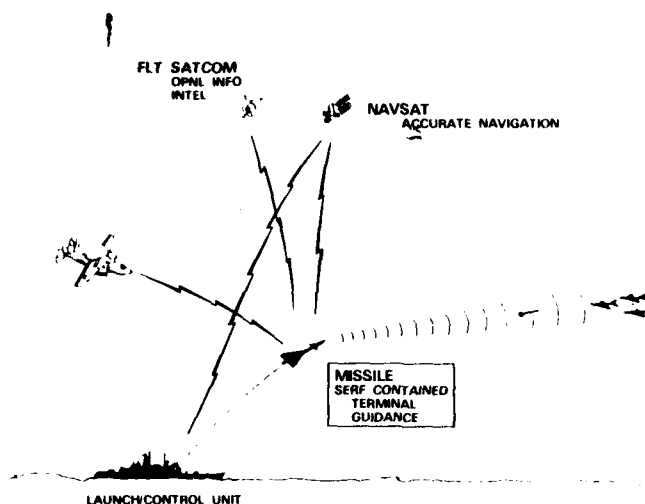 FLT SATCOM
OPNL INFO
INTEL
NAVSAT
ACCURATE NAVIGATION
MISSILE
SERF CONTAINED
TERMINAL
GUIDANCE
LAUNCH/CONTROL UNIT